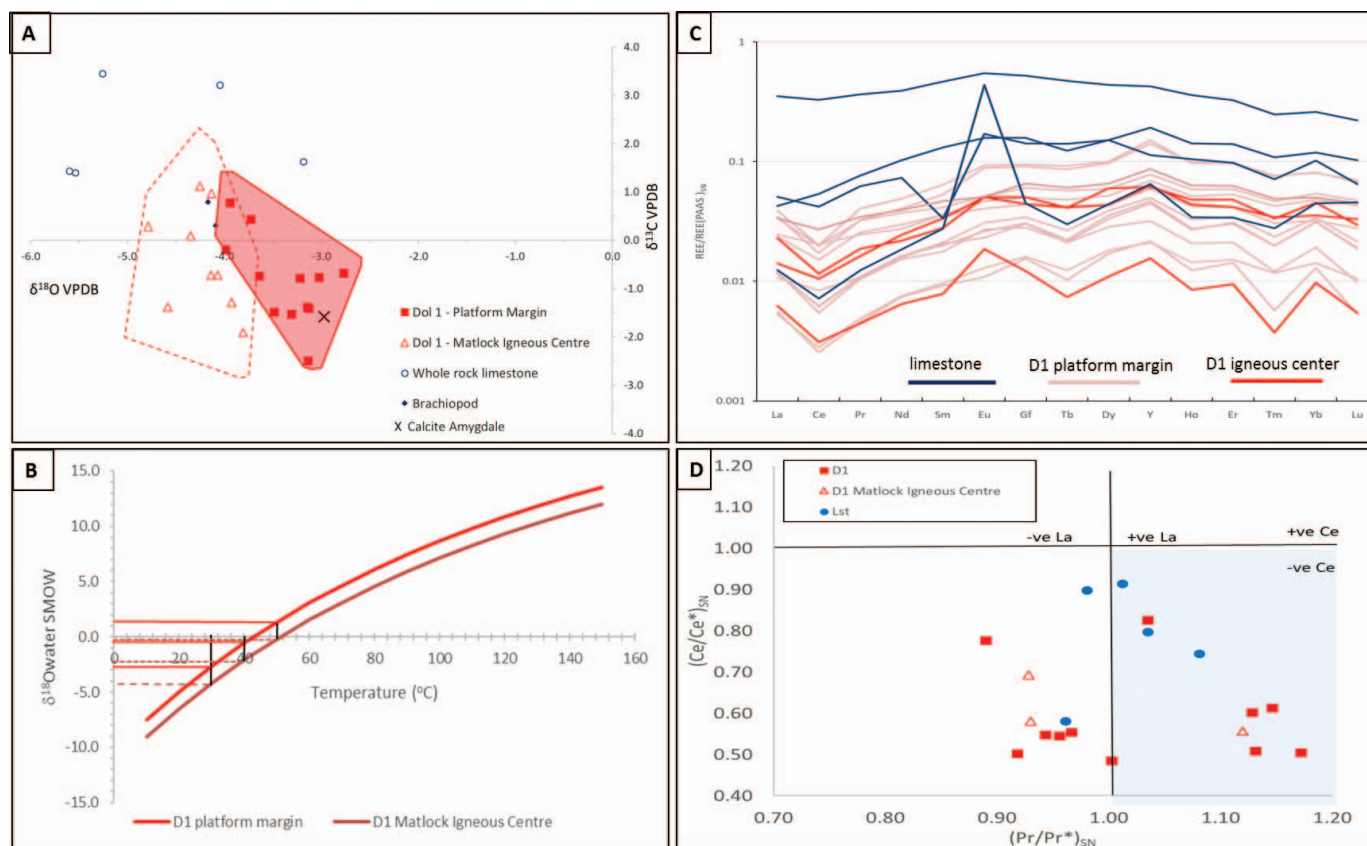 A
4.0
3.0
2.0
1.0
0.0
-1.0
-2.0
-3.0
-4.0
δ¹³C VPDB
-6.0
-5.0
-4.0
-3.0
-2.0
-1.0
0.0
δ¹⁸O VPDB
Dol 1 - Platform Margin
Dol 1 - Matlock Igneous Centre
Whole rock limestone
Brachiopod
Calcite Amygdale
C
1
0.1
0.01
0.001
REE/REE(PAAS)SN
limestone
D1 platform margin
D1 igneous center
La Ce Pr Nd Sm Eu Gf Tb Dy Y Ho Er Tm Yb Lu
B
15.0
10.0
5.0
0.0
-5.0
-10.0
-15.0
δ¹⁸Owater SMOW
0 20 40 60 80 100 120 140 160
Temperature (°C)
D1 platform margin
D1 Matlock Igneous Centre
D
1.20
1.10
1.00
0.90
0.80
0.70
0.60
0.50
0.40
(Ce/Ce*)SN
D1
D1 Matlock Igneous Centre
Lst
-ve La
+ve La
+ve Ce
-ve Ce
0.70 0.80 0.90 1.00 1.10 1.20
(Pr/Pr*)SN